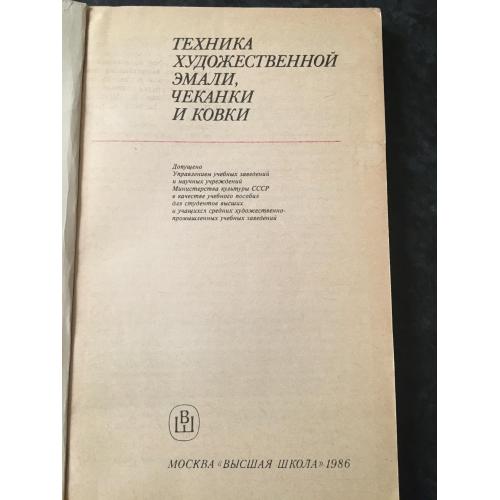 ТЕХНИКА
ХУДОЖЕСТВЕННОЙ
ЭМАЛИ,
ЧЕКАНКИ
И КОВКИ
Допущено
Управлением учебных заведений
и научных учреждений
Министерства культуры СССР
в качестве учебного пособия
для студентов высших
и учащихся средних художественно-
промышленных учебных заведений
ВШ
МОСКВА «ВЫСШАЯ ШКОЛА» 1986